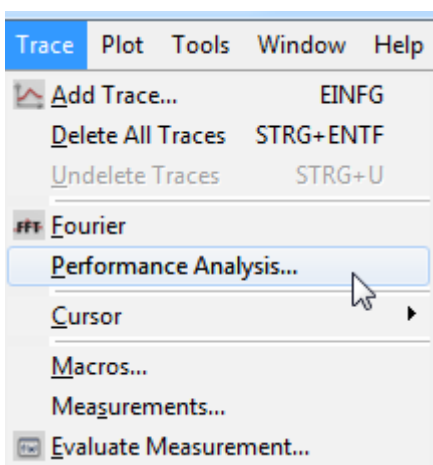 Trace Plot Tools Window Help
Add Trace... EINFG
Delete All Traces STRG+ENTF
Undelete Traces STRG+U
FFT Fourier
Performance Analysis...
Cursor
Macros...
Measurements...
Evaluate Measurement...